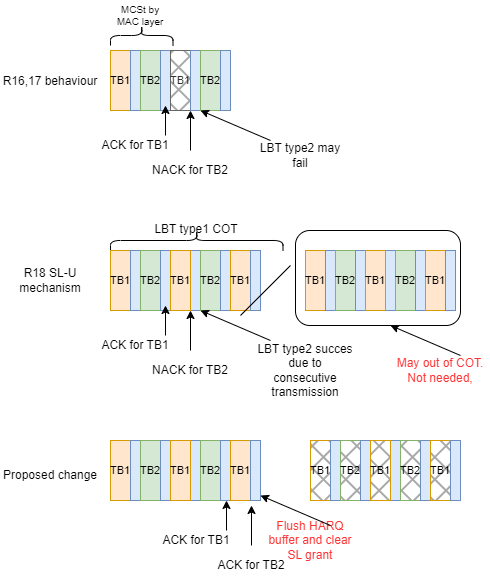 MCSt by
MAC layer
R16,17 behaviour
TB1 TB2 TB1 TB2
ACK for TB1
NACK for TB2
LBT type2 may
fail
LBT type1 COT
R18 SL-U
mechanism
TB1 TB2 TB1 TB2 TB1
TB1 TB2 TB1 TB2 TB1
ACK for TB1
NACK for TB2
LBT type2 succes
due to
consecutive
transmission
May out of COT.
Not needed,
Proposed change
TB1 TB2 TB1 TB2 TB1
TB1 TB2 TB1 TB2 TB1
ACK for TB1
ACK for TB2
Flush HARQ
buffer and clear
SL grant